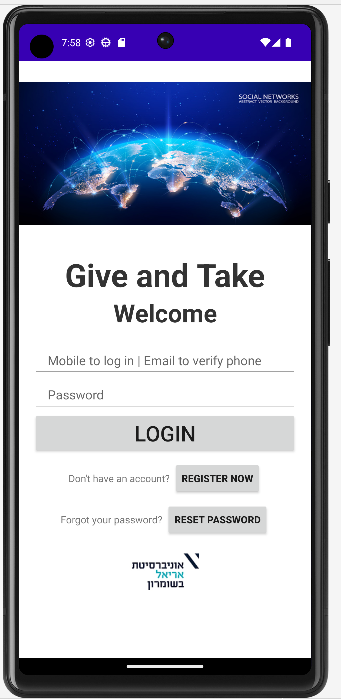 7:58
SOCIAL NETWORKS
ABSTRACT VECTOR BACKGROUND
Give and Take
Welcome
Mobile to log in | Email to verify phone
Password
LOGIN
Don't have an account? REGISTER NOW
Forgot your password? RESET PASSWORD
אוניברסיטת
אריאל
בשומרון